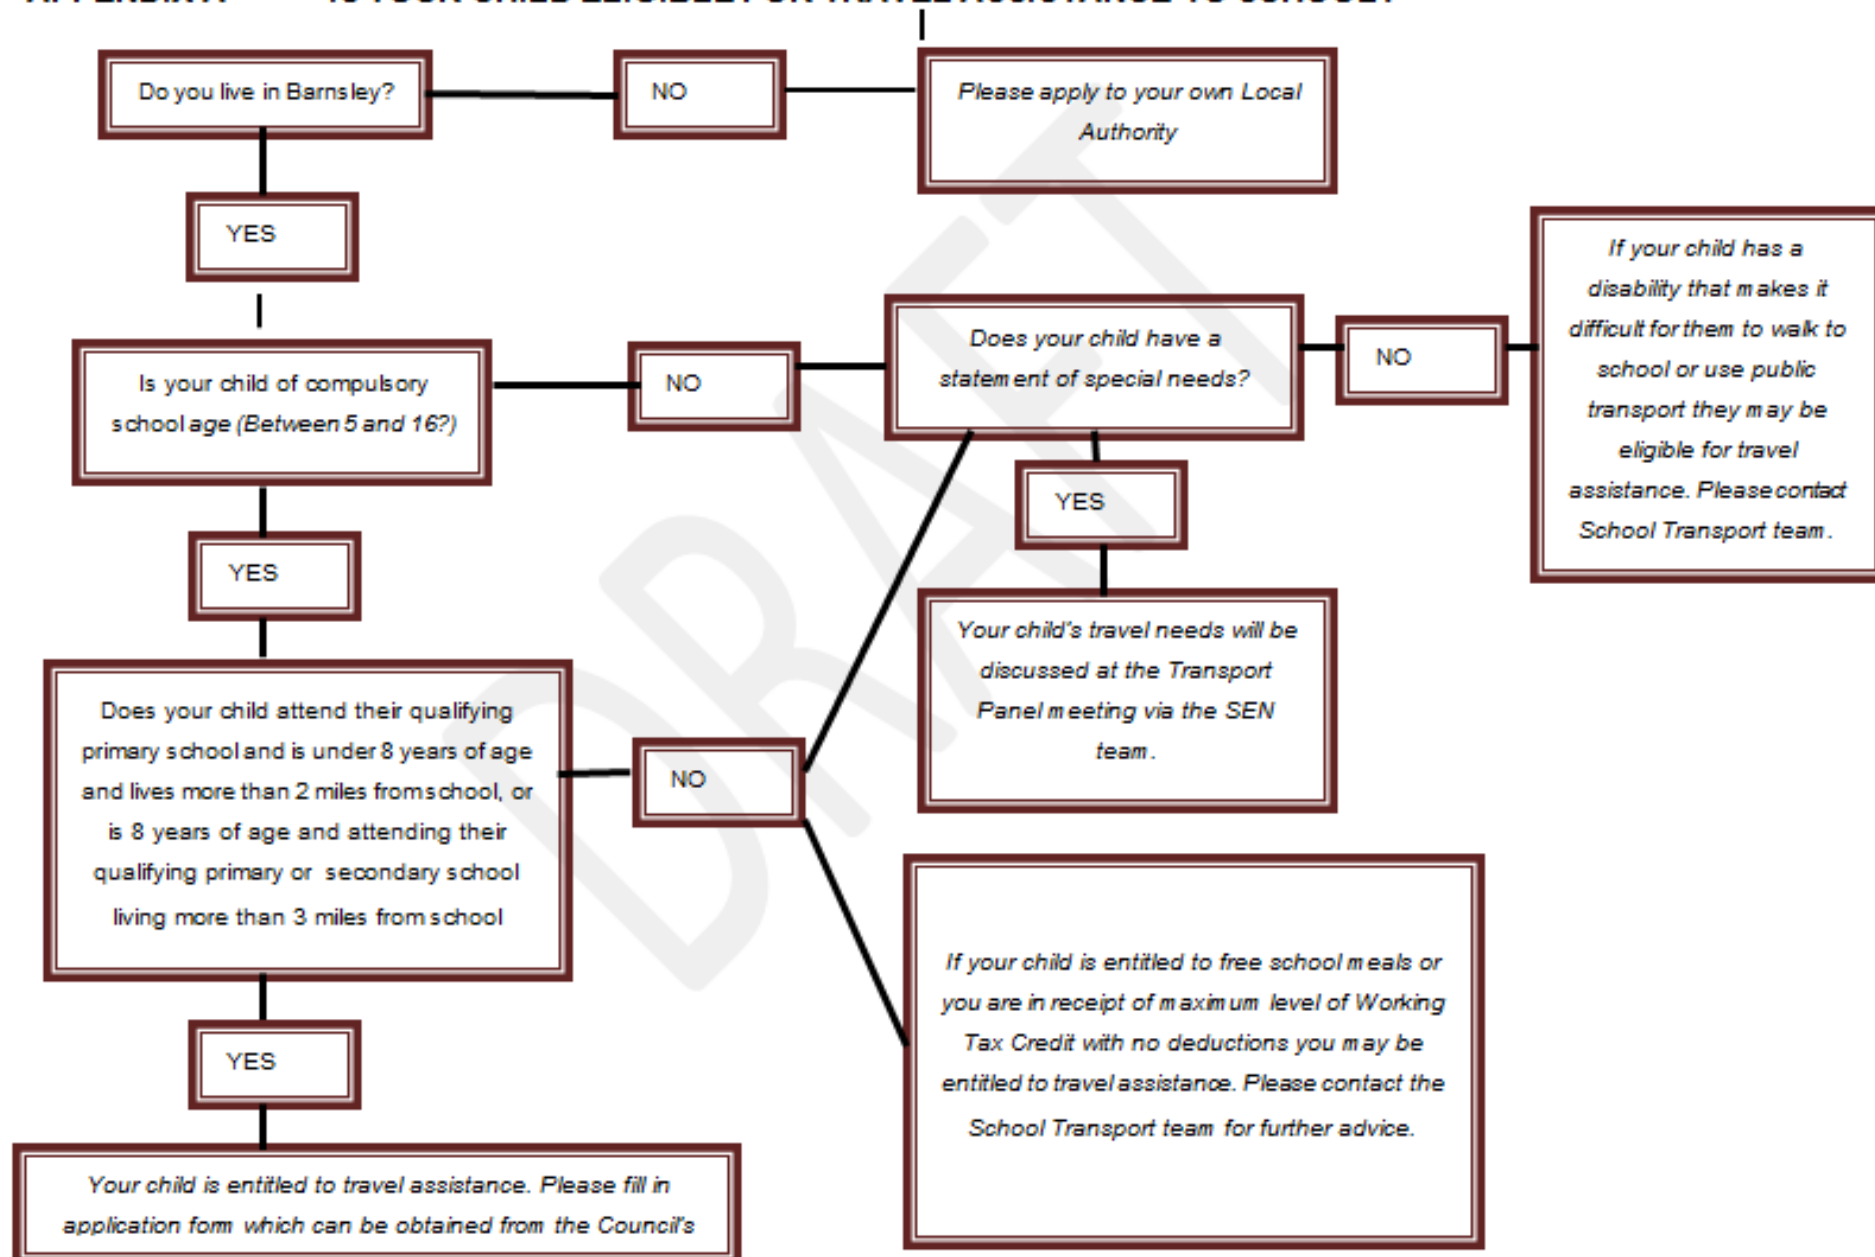 Do you live in Barnsley?
NO
Please apply to your own Local
Authority
YES
Is your child of compulsory
school age (Between 5 and 16?)
NO
Does your child have a
statement of special needs?
NO
If your child has a
disability that makes it
difficult for them to walk to
school or use public
transport they may be
eligible for travel
assistance. Please contact
School Transport team.
YES
YES
Your child's travel needs will be
discussed at the Transport
Panel meeting via the SEN
team.
Does your child attend their qualifying
primary school and is under 8 years of age
and lives more than 2 miles from school, or
is 8 years of age and attending their
qualifying primary or secondary school
living more than 3 miles from school
NO
If your child is entitled to free school meals or
you are in receipt of maximum level of Working
Tax Credit with no deductions you may be
entitled to travel assistance. Please contact the
School Transport team for further advice.
YES
Your child is entitled to travel assistance. Please fill in
application form which can be obtained from the Council's
DRAFT